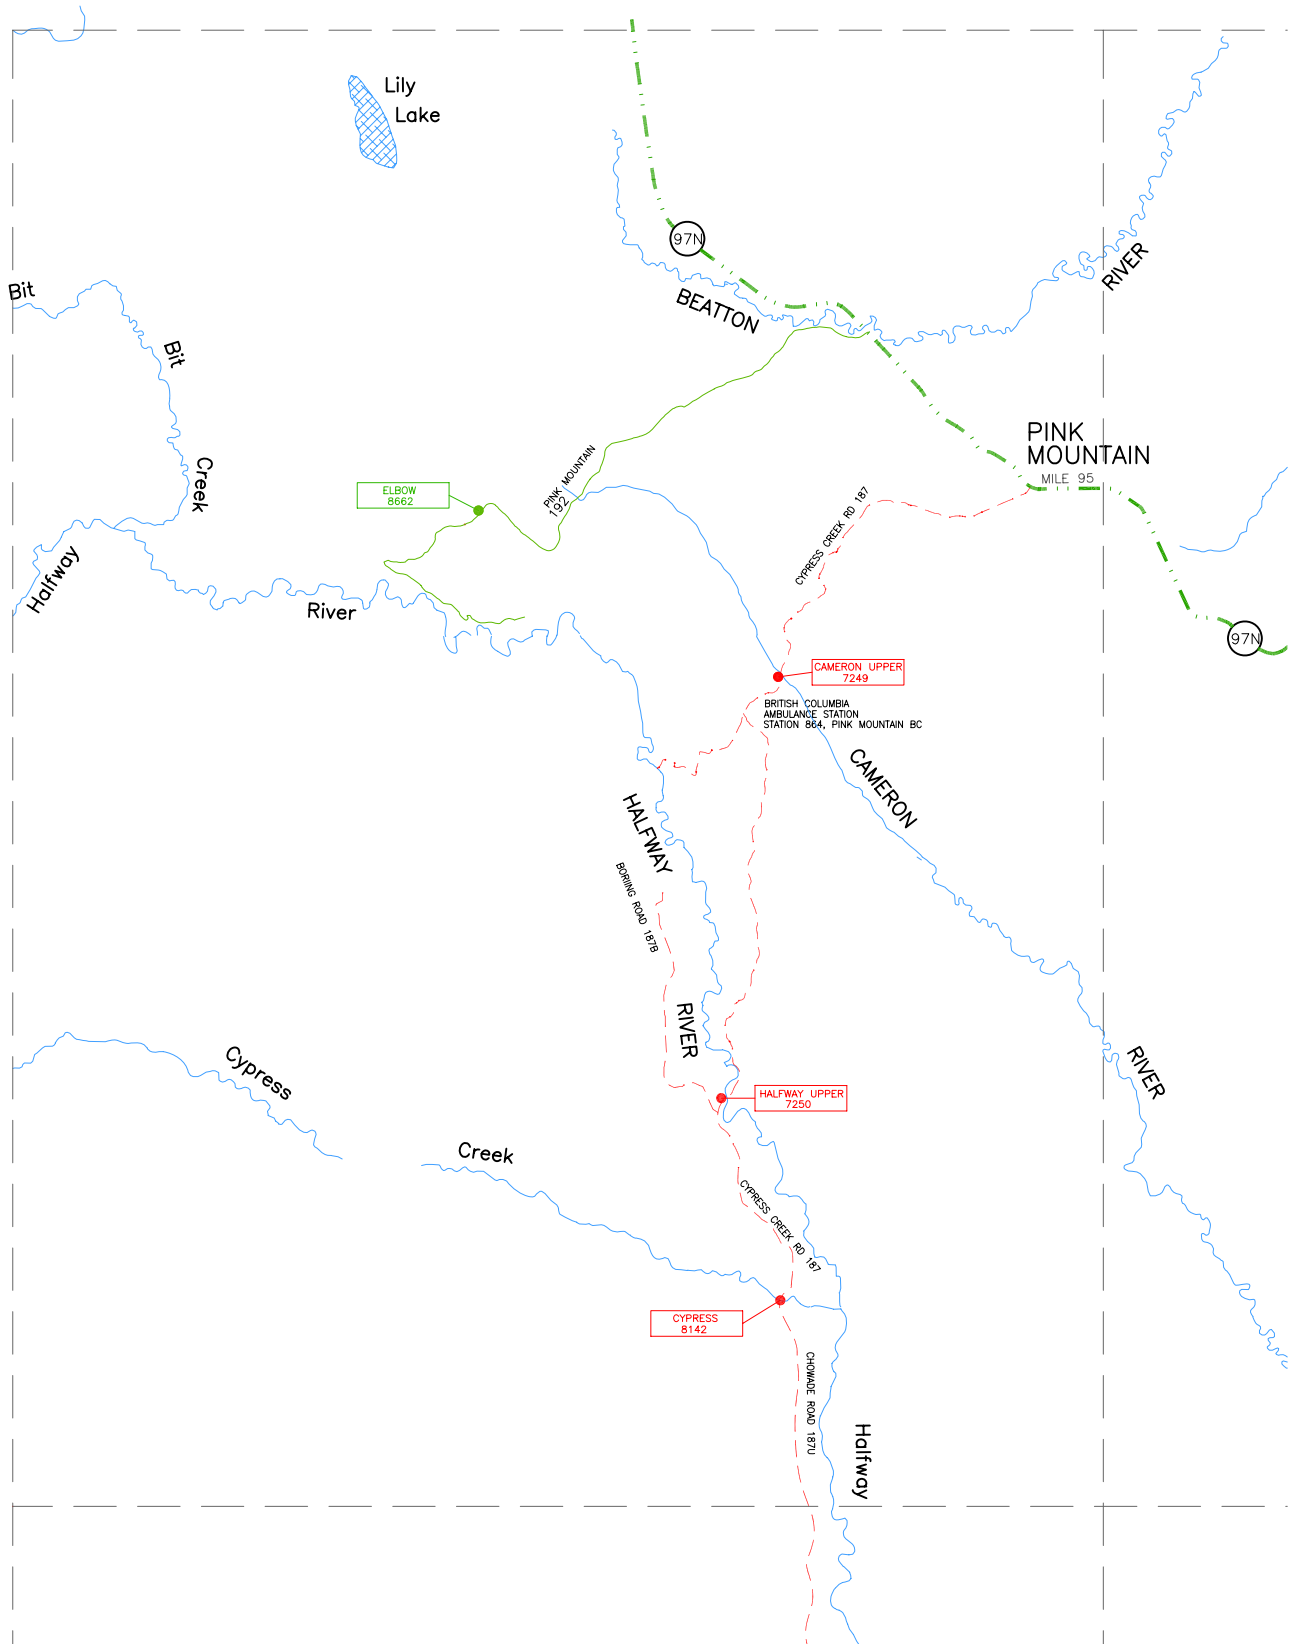 Lily
Lake
97N
BEATTON
RIVER
Bit
Bit
Creek
PINK
MOUNTAIN
MILE 95
PINK MOUNTAIN
192
ELBOW
8662
CYPRESS CREEK RD 187
Halfway
River
97N
CAMERON UPPER
7249
BRITISH COLUMBIA
AMBULANCE STATION
STATION 864, PINK MOUNTAIN BC
CAMERON
HALFWAY
BORIING ROAD 187B
RIVER
RIVER
Cypress
HALFWAY UPPER
7250
Creek
CYPRESS CREEK RD 187
CYPRESS
8142
CHOWADE ROAD 187U
Halfway